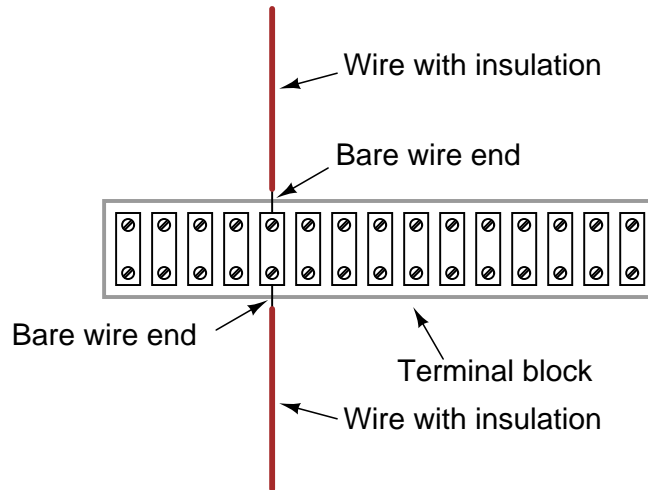 Wire with insulation
Bare wire end
Bare wire end
Terminal block
Wire with insulation